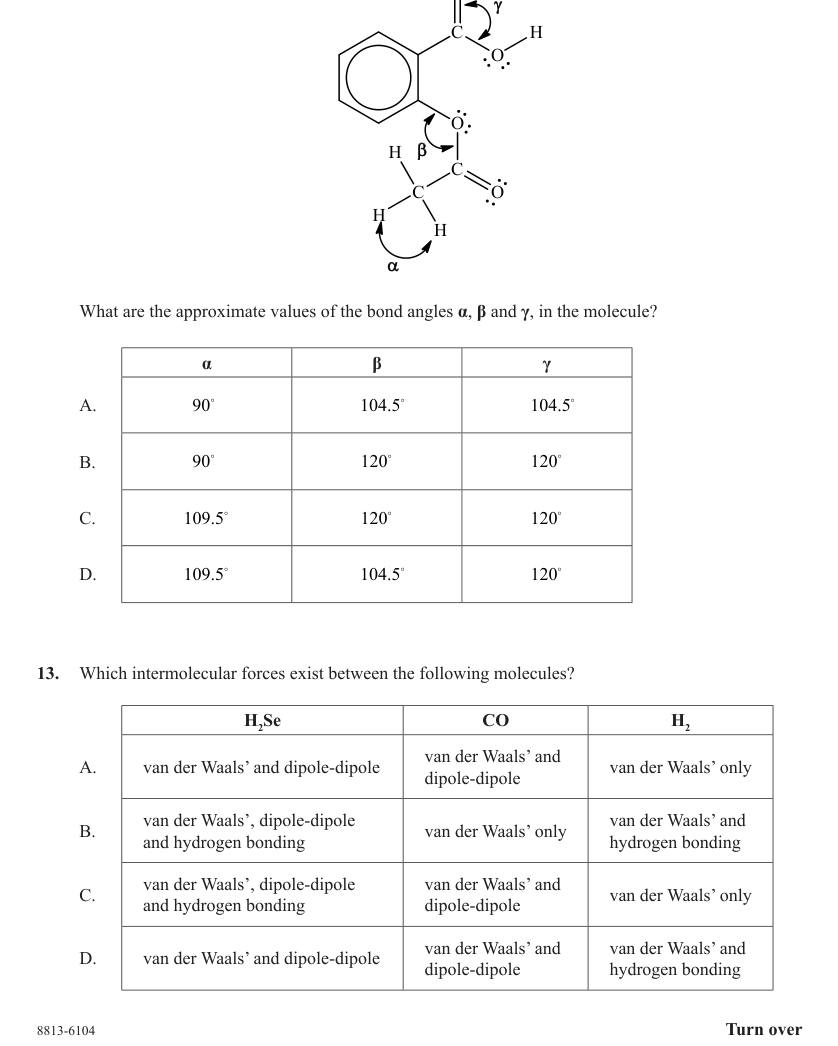 γ
C
H
O
O
H β
C
C
O
H
H
α
What are the approximate values of the bond angles α, β and γ, in the molecule?
α β γ
A. 90° 104.5° 104.5°
B. 90° 120° 120°
C. 109.5° 120° 120°
D. 109.5° 104.5° 120°
13. Which intermolecular forces exist between the following molecules?
H₂Se CO H₂
A. van der Waals’ and dipole-dipole van der Waals’ and dipole-dipole van der Waals’ only
B. van der Waals’, dipole-dipole and hydrogen bonding van der Waals’ only van der Waals’ and hydrogen bonding
C. van der Waals’, dipole-dipole and hydrogen bonding van der Waals’ and dipole-dipole van der Waals’ only
D. van der Waals’ and dipole-dipole van der Waals’ and dipole-dipole van der Waals’ and hydrogen bonding
8813-6104 Turn over